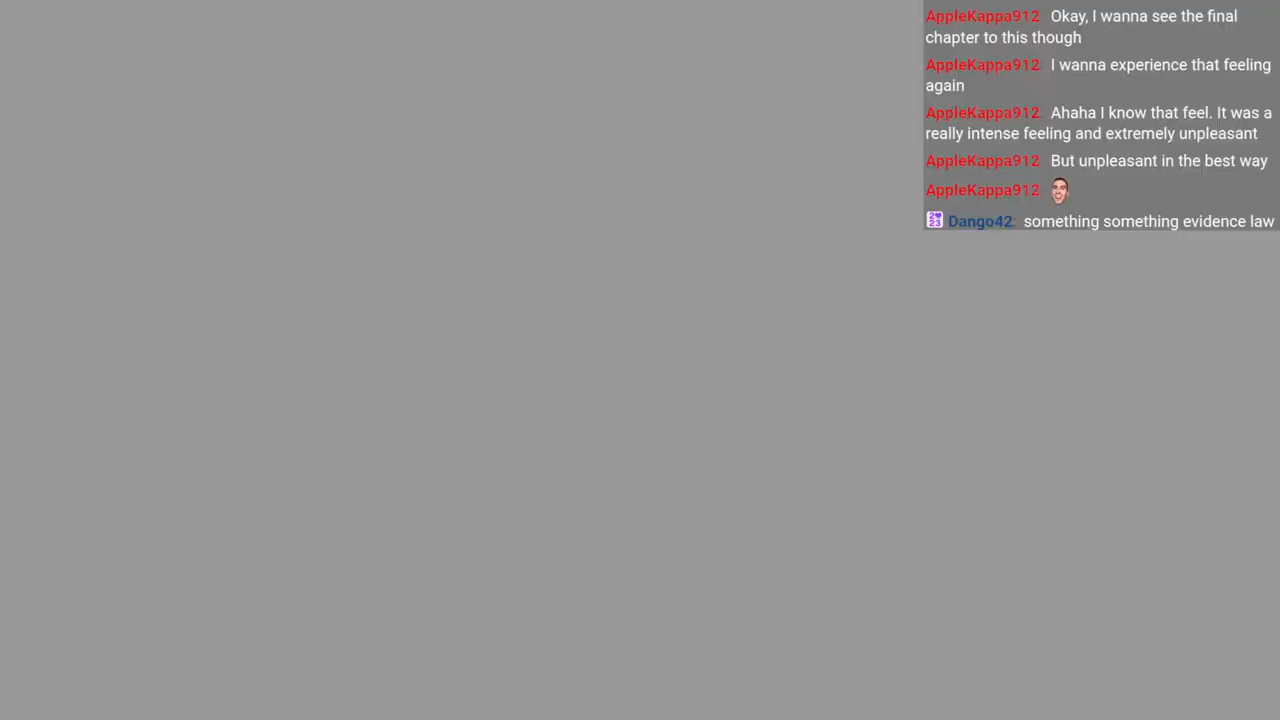 AppleKappa912 Okay, I wanna see the final
chapter to this though
AppleKappa912 I wanna experience that feeling
again
AppleKappa912 Ahaha I know that feel. It was a
really intense feeling and extremely unpleasant
AppleKappa912 But unpleasant in the best way
AppleKappa912
2 23 Dango42: something something evidence law